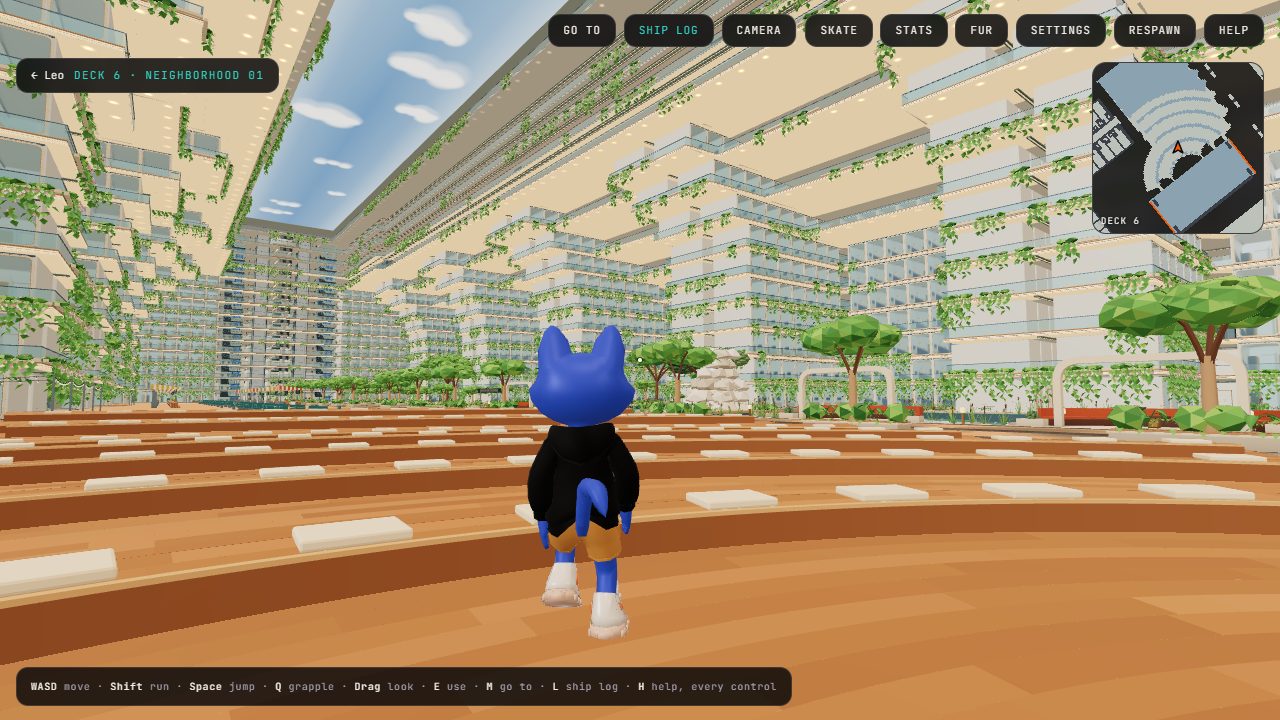 GO TO SHIP LOG CAMERA SKATE STATS FUR SETTINGS RESPAWN HELP
← Leo DECK 6 · NEIGHBORHOOD 01
DECK 6
WASD move · Shift run · Space jump · Q grapple · Drag look · E use · M go to · L ship log · H help, every control